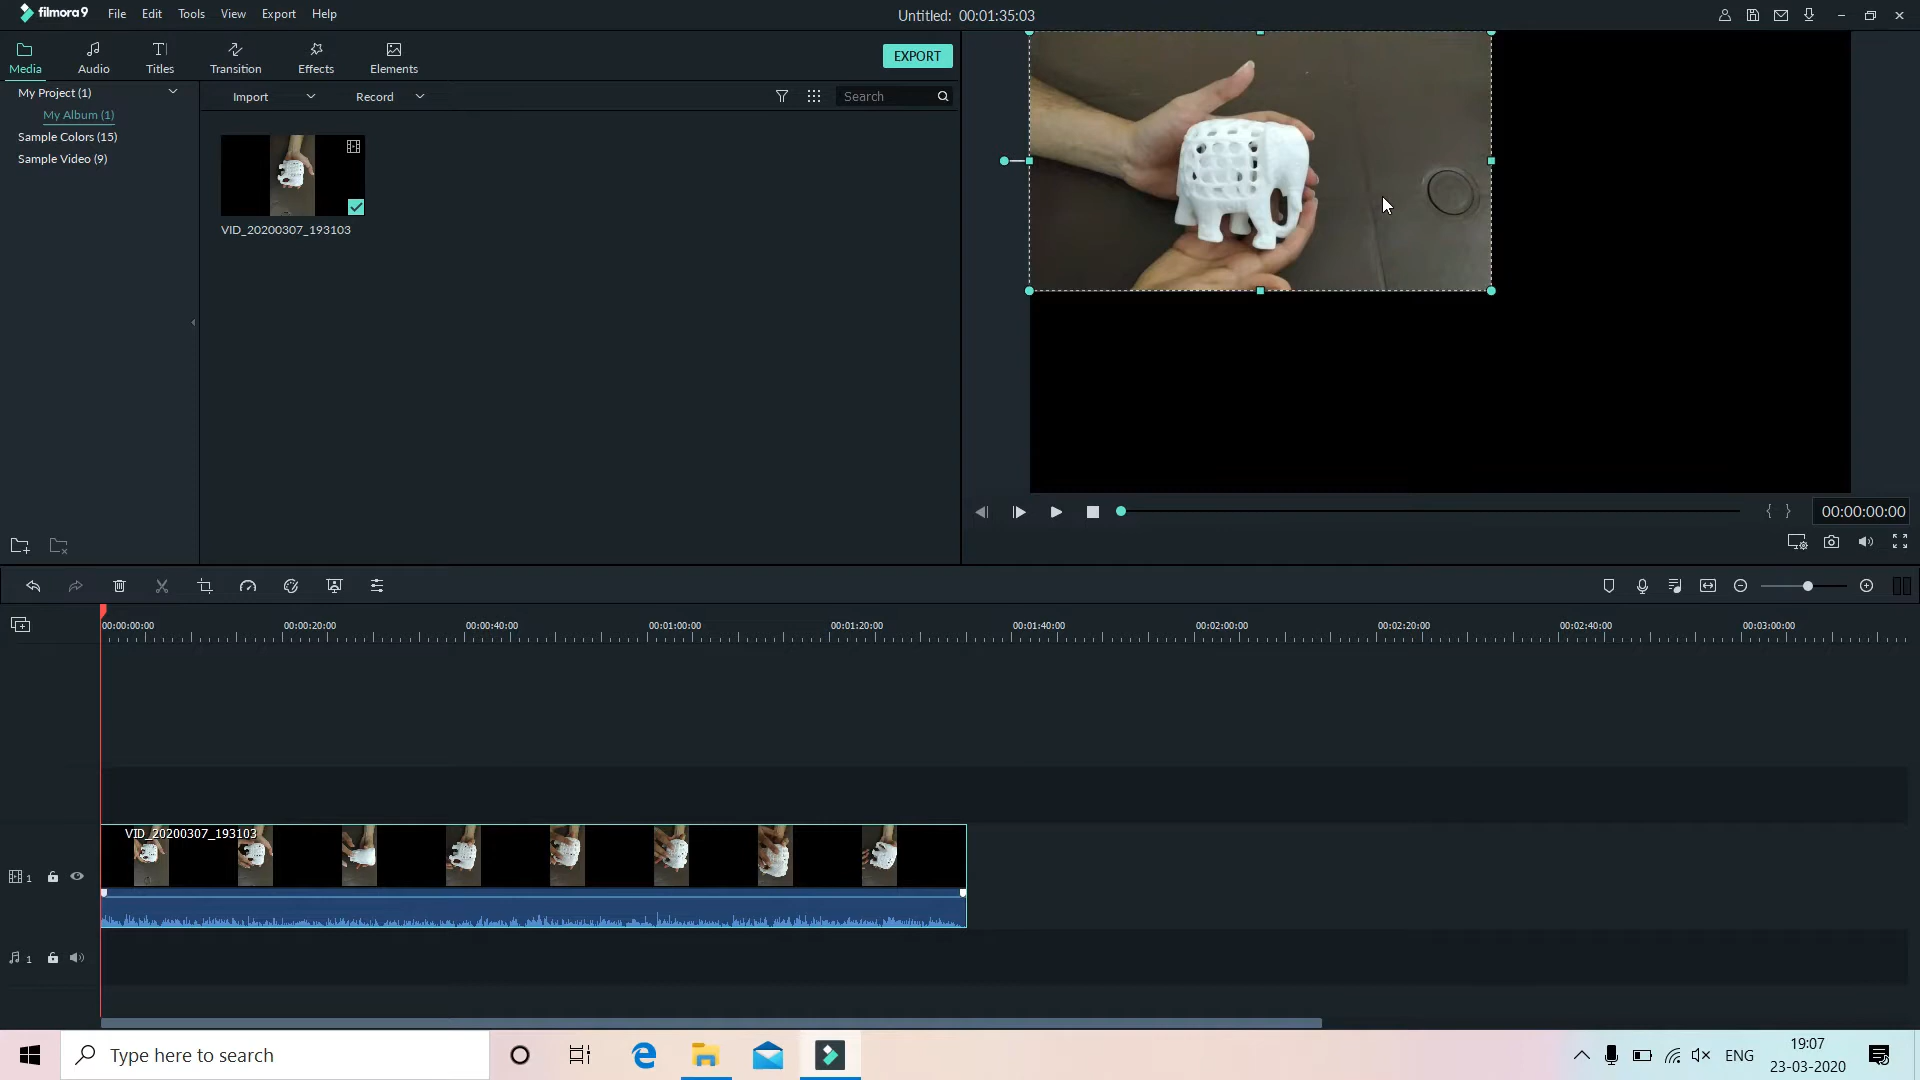 filmora9 File Edit Tools View Export Help Untitled: 00:01:35:03
Media Audio Titles Transition Effects Elements EXPORT
My Project (1) Import Record Search
My Album (1)
Sample Colors (15)
Sample Video (9)
VID_20200307_193103
00:00:00:00
00:00:00:00 00:00:20:00 00:00:40:00 00:01:00:00 00:01:20:00 00:01:40:00 00:02:00:00 00:02:20:00 00:02:40:00 00:03:00:00
VID_20200307_193103
1
1
Type here to search ENG 19:07
23-03-2020